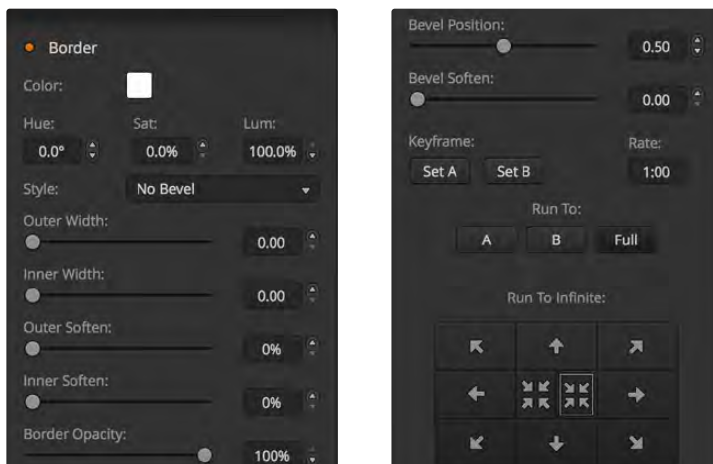 Border
Color:
Hue: Sat: Lum:
0.0° 0.0% 100.0%
Style: No Bevel
Outer Width:
0.00
Inner Width:
0.00
Outer Soften:
0%
Inner Soften:
0%
Border Opacity:
100%
Bevel Position:
0.50
Bevel Soften:
0.00
Keyframe: Rate:
Set A Set B 1:00
Run To:
A B Full
Run To Infinite: